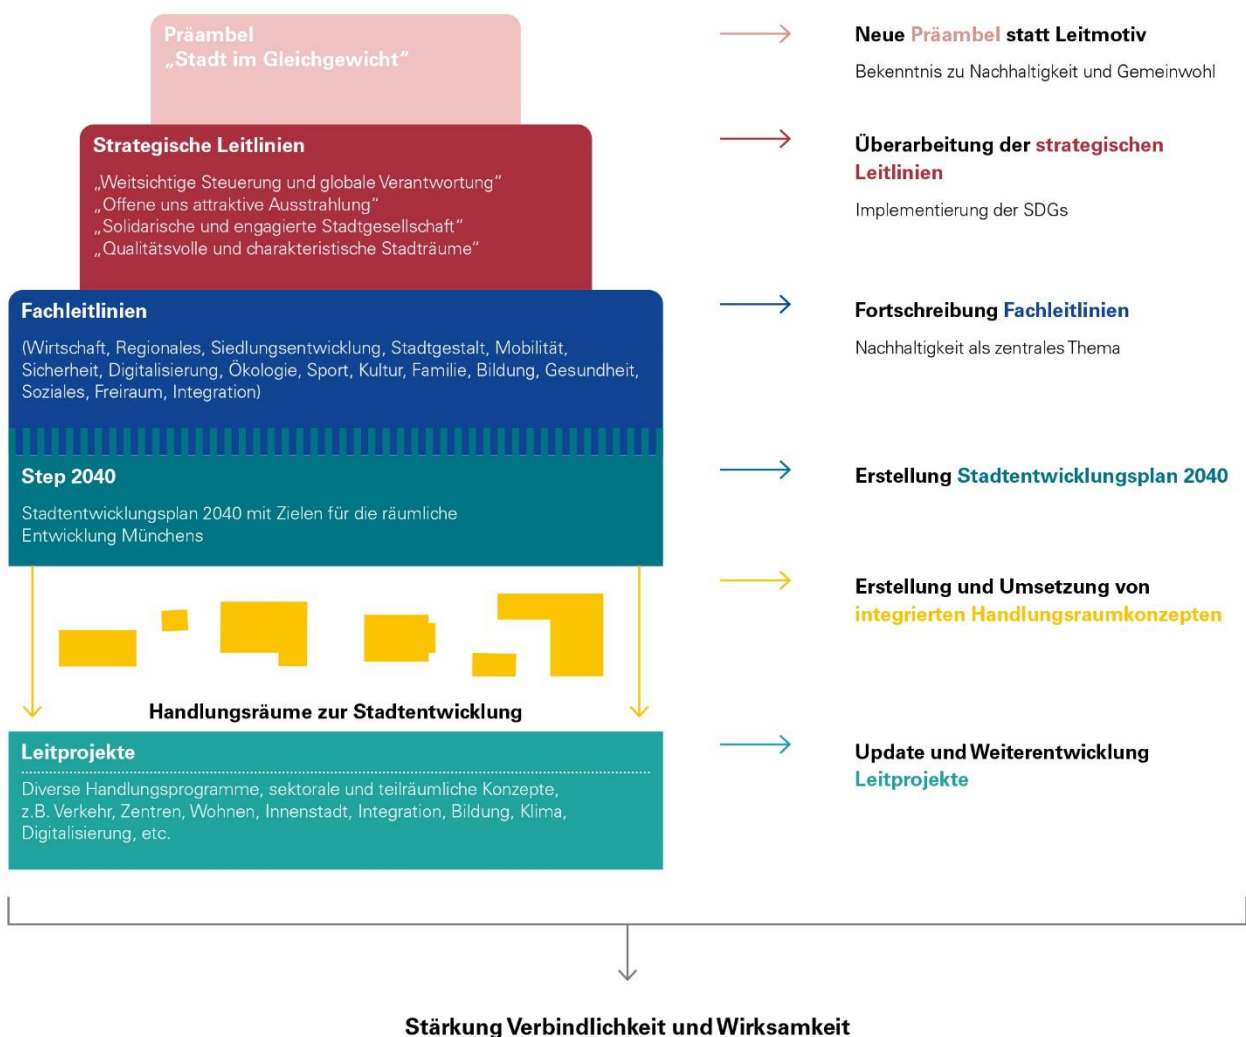 Präambel
„Stadt im Gleichgewicht“
Neue Präambel statt Leitmotiv
Bekenntnis zu Nachhaltigkeit und Gemeinwohl
Strategische Leitlinien
„Weitsichtige Steuerung und globale Verantwortung“
„Offene uns attraktive Ausstrahlung“
„Solidarische und engagierte Stadtgesellschaft“
„Qualitätsvolle und charakteristische Stadträume“
Überarbeitung der strategischen
Leitlinien
Implementierung der SDGs
Fachleitlinien
(Wirtschaft, Regionales, Siedlungsentwicklung, Stadtgestalt, Mobilität,
Sicherheit, Digitalisierung, Ökologie, Sport, Kultur, Familie, Bildung, Gesundheit,
Soziales, Freiraum, Integration)
Fortschreibung Fachleitlinien
Nachhaltigkeit als zentrales Thema
Step 2040
Stadtentwicklungsplan 2040 mit Zielen für die räumliche
Entwicklung Münchens
Erstellung Stadtentwicklungsplan 2040
Erstellung und Umsetzung von
integrierten Handlungsraumkonzepten
Handlungsräume zur Stadtentwicklung
Leitprojekte
Diverse Handlungsprogramme, sektorale und teilräumliche Konzepte,
z.B. Verkehr, Zentren, Wohnen, Innenstadt, Integration, Bildung, Klima,
Digitalisierung, etc.
Update und Weiterentwicklung
Leitprojekte
Stärkung Verbindlichkeit und Wirksamkeit